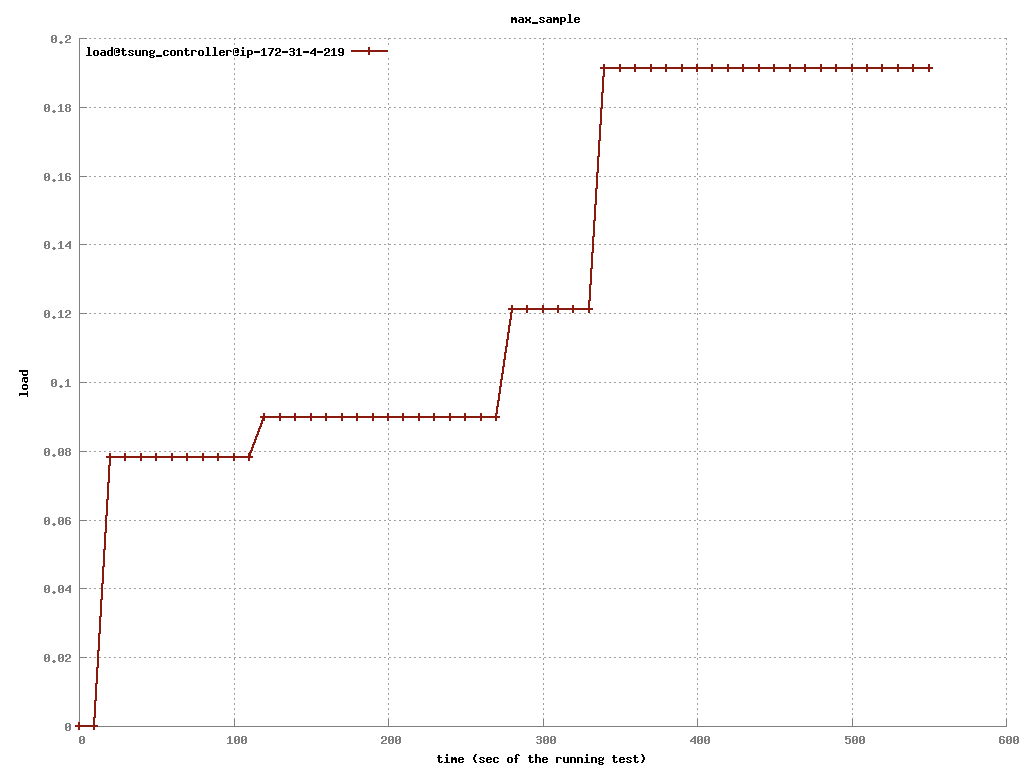 max_sample
load@tsung_controller@ip-172-31-4-219
0.2
0.18
0.16
0.14
0.12
0.1
0.08
0.06
0.04
0.02
0
load
0 100 200 300 400 500 600
time (sec of the running test)